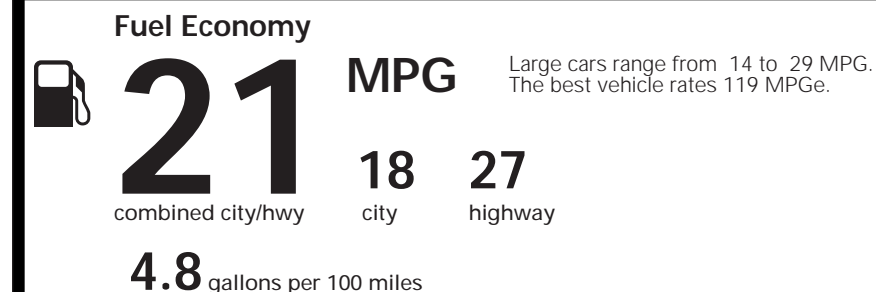 Fuel Economy
21 MPG
Large cars range from 14 to 29 MPG.
The best vehicle rates 119 MPGe.
18 27
combined city/hwy city highway
4.8 gallons per 100 miles